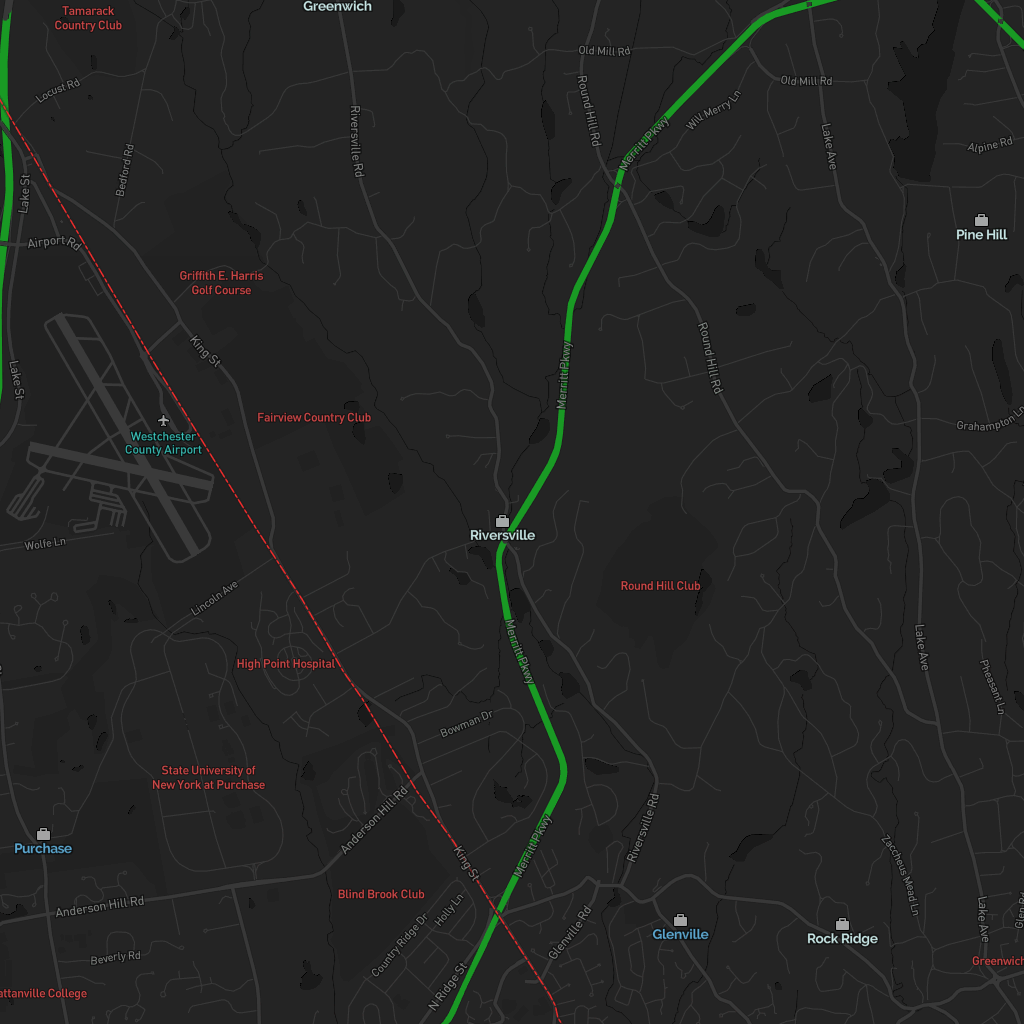 Greenwich
Tamarack
Country Club
Old Mill Rd
Old Mill Rd
Locust Rd
Round Hill Rd
Merritt Pkwy
Lake Ave
Riversville Rd
Alpine Rd
Bedford Rd
Lake St
Pine Hill
Airport Rd
Griffith E. Harris
Golf Course
King St
Round Hill Rd
Merritt Pkwy
Lake St
Fairview Country Club
Grahampton Ln
Westchester
County Airport
Riversville
Wolfe Ln
Round Hill Club
Lincoln Ave
Merritt Pkwy
Lake Ave
High Point Hospital
Pheasant Ln
Bowman Dr
State University of
New York at Purchase
Anderson Hill Rd
Riversville Rd
Merritt Pkwy
Purchase
King St
Zaccheus Mead Ln
Blind Brook Club
Anderson Hill Rd
Holly Ln
Country Ridge Dr
Glenville Rd
Glenville
Rock Ridge
Lake Ave
Beverly Rd
Greenwich
N Ridge St
attanville College